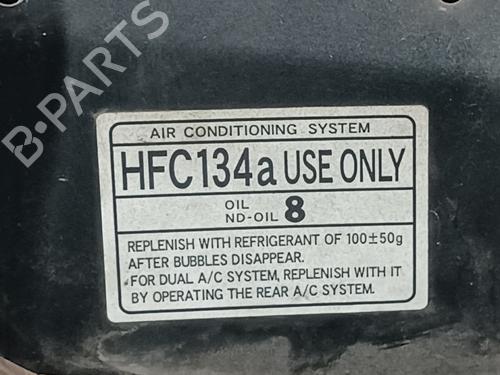 B-PARTS
AIR CONDITIONING SYSTEM
HFC134a USE ONLY
OIL
ND-OIL 8
REPLENISH WITH REFRIGERANT OF 100±50g
AFTER BUBBLES DISAPPEAR.
FOR DUAL A/C SYSTEM, REPLENISH WITH IT
BY OPERATING THE REAR A/C SYSTEM.